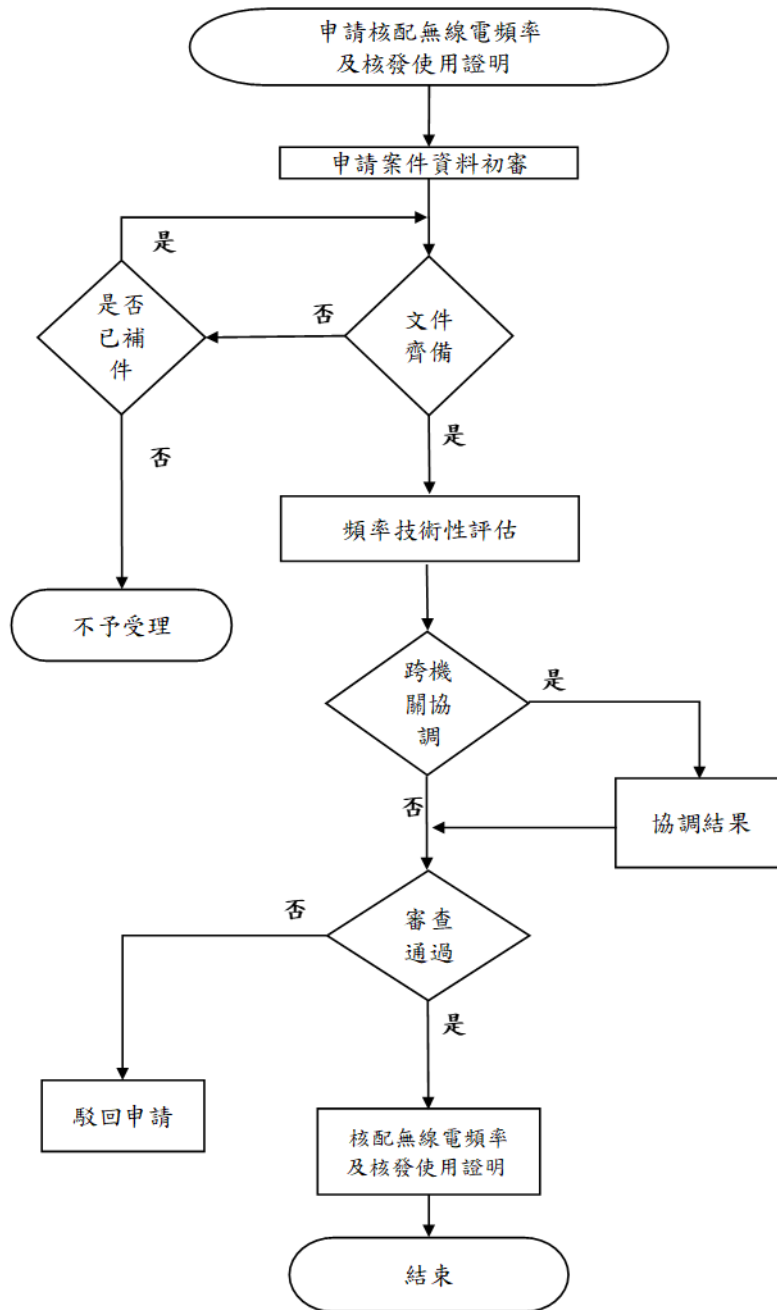 申請核配無線電頻率
及核發使用證明
申請案件資料初審
是
是否
已補
件
否
文件
齊備
否
是
頻率技術性評估
不予受理
跨機
關協
調
是
否
協調結果
否
審查
通過
是
駁回申請
核配無線電頻率
及核發使用證明
結束